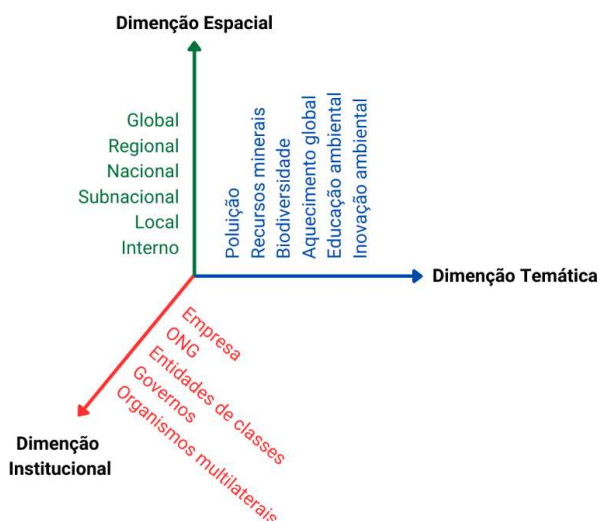 Dimenção Espacial
Global
Regional
Nacional
Subnacional
Local
Interno
Poluição
Recursos minerais
Biodiversidade
Aquecimento global
Educação ambiental
Inovação ambiental
Dimenção Temática
Empresa
ONG
Entidades de classes
Governos
Organismos multilaterais
Dimenção
Institucional